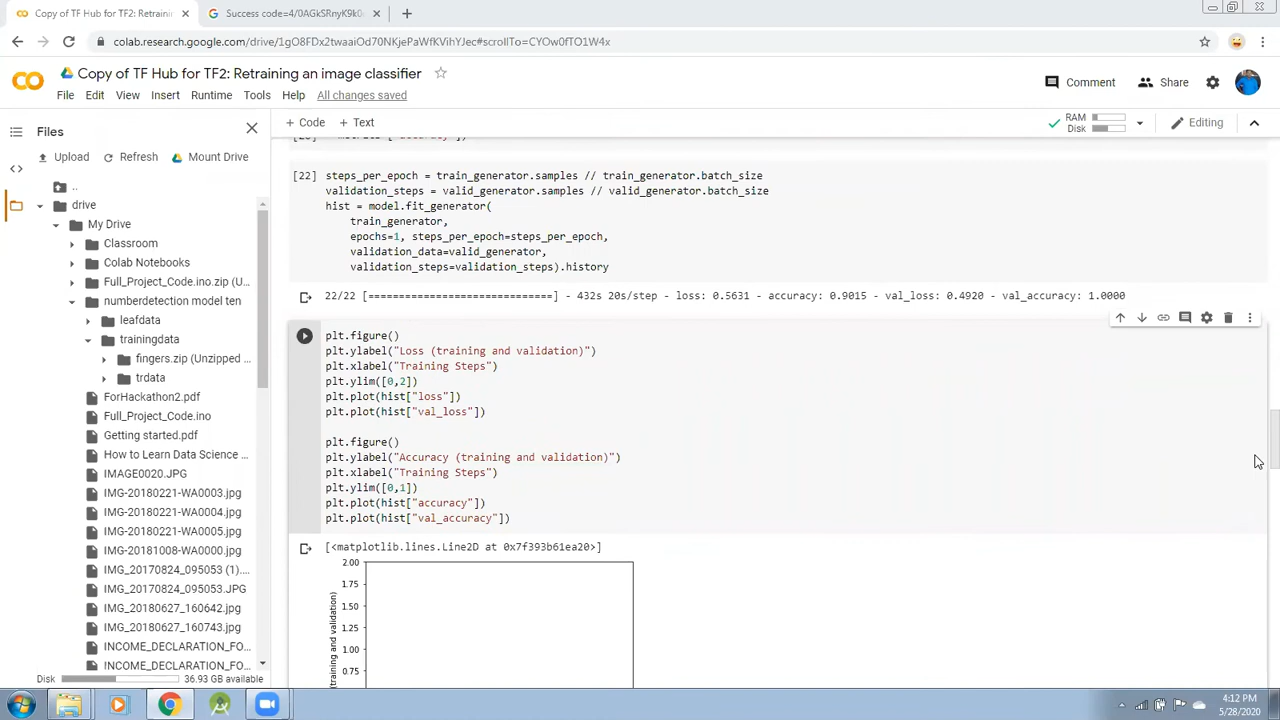 Copy of TF Hub for TF2: Retraini
Success code=4/0AGkSRnyK9k0
colab.research.google.com/drive/1gO8FDx2twaaiOd70NKjePaWfKVihYJec#scrollTo=CYOw0fTO1W4x
Copy of TF Hub for TF2: Retraining an image classifier
File Edit View Insert Runtime Tools Help All changes saved
Comment
Share
Files
+ Code + Text
RAM
Disk
Editing
Upload Refresh Mount Drive
..
drive
My Drive
Classroom
Colab Notebooks
Full_Project_Code.ino.zip (U...
numberdetection model ten
leafdata
trainingdata
fingers.zip (Unzipped ...
trdata
ForHackathon2.pdf
Full_Project_Code.ino
Getting started.pdf
How to Learn Data Science ...
IMAGE0020.JPG
IMG-20180221-WA0003.jpg
IMG-20180221-WA0004.jpg
IMG-20180221-WA0005.jpg
IMG-20181008-WA0000.jpg
IMG_20170824_095053 (1)....
IMG_20170824_095053.JPG
IMG_20180627_160642.jpg
IMG_20180627_160743.jpg
INCOME_DECLARATION_FO...
INCOME_DECLARATION_FO...
Disk 36.93 GB available
[22] steps_per_epoch = train_generator.samples // train_generator.batch_size
validation_steps = valid_generator.samples // valid_generator.batch_size
hist = model.fit_generator(
train_generator,
epochs=1, steps_per_epoch=steps_per_epoch,
validation_data=valid_generator,
validation_steps=validation_steps).history
22/22 [==============================] - 432s 20s/step - loss: 0.5631 - accuracy: 0.9015 - val_loss: 0.4920 - val_accuracy: 1.0000
plt.figure()
plt.ylabel("Loss (training and validation)")
plt.xlabel("Training Steps")
plt.ylim([0,2])
plt.plot(hist["loss"])
plt.plot(hist["val_loss"])
plt.figure()
plt.ylabel("Accuracy (training and validation)")
plt.xlabel("Training Steps")
plt.ylim([0,1])
plt.plot(hist["accuracy"])
plt.plot(hist["val_accuracy"])
[<matplotlib.lines.Line2D at 0x7f393b61ea20>]
2.00
1.75
1.50
1.25
1.00
0.75
(training and validation)
4:12 PM
5/28/2020